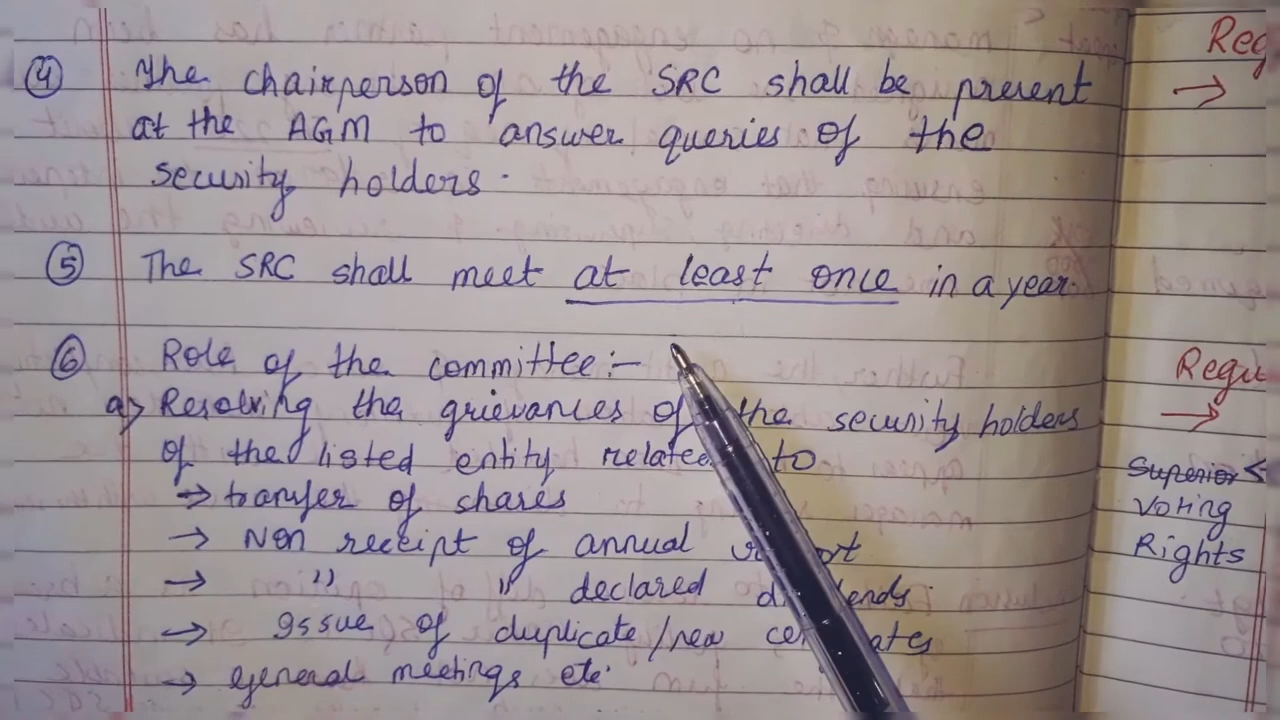 ④ The chairperson of the SRC shall be present
at the AGM to answer queries of the
security holders.
⑤ The SRC shall meet at least once in a year.
⑥ Role of the committee:-
a) Resolving the grievances of the security holders
of the listed entity related to
→ transfer of shares
→ Non receipt of annual
→ " " declared
→ Issue of duplicate/new
→ general meetings etc.
Reg
→
Regu
→
Superior <
Voting
Rights